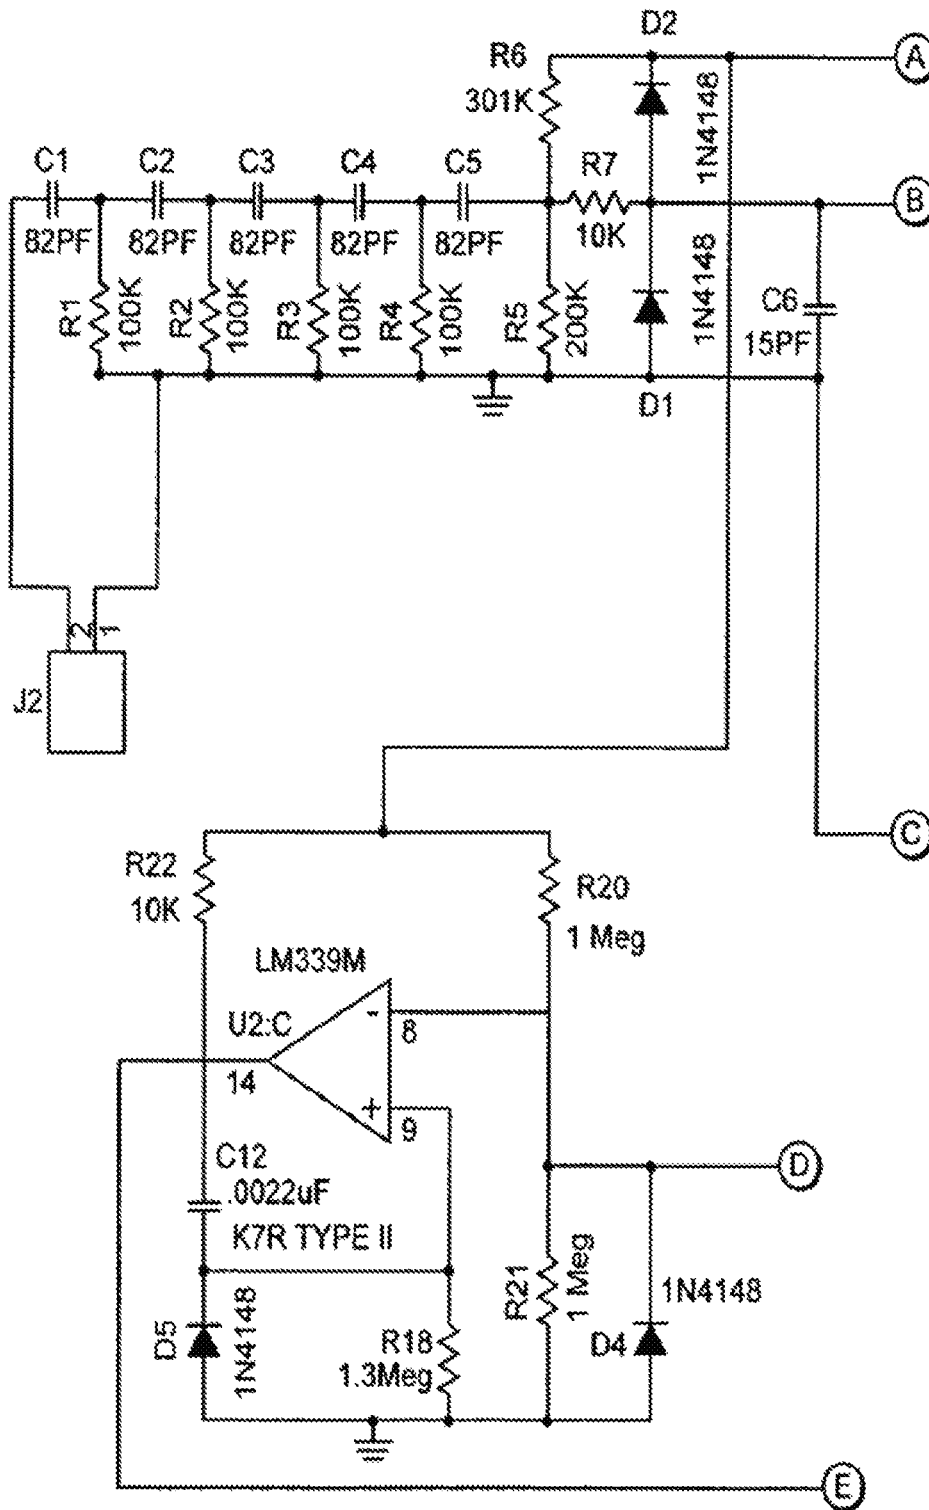 D2
A
R6
301K
1N4148
C1
C2
C3
C4
C5
R7
B
82PF
82PF
82PF
82PF
82PF
10K
R1
100K
R2
100K
R3
100K
R4
100K
R5
200K
1N4148
C6
15PF
D1
2
1
J2
C
R22
10K
R20
1 Meg
LM339M
U2:C
-
8
14
+
9
C12
.0022uF
D
K7R TYPE II
R21
1 Meg
1N4148
D5
1N4148
R18
1.3Meg
D4
E